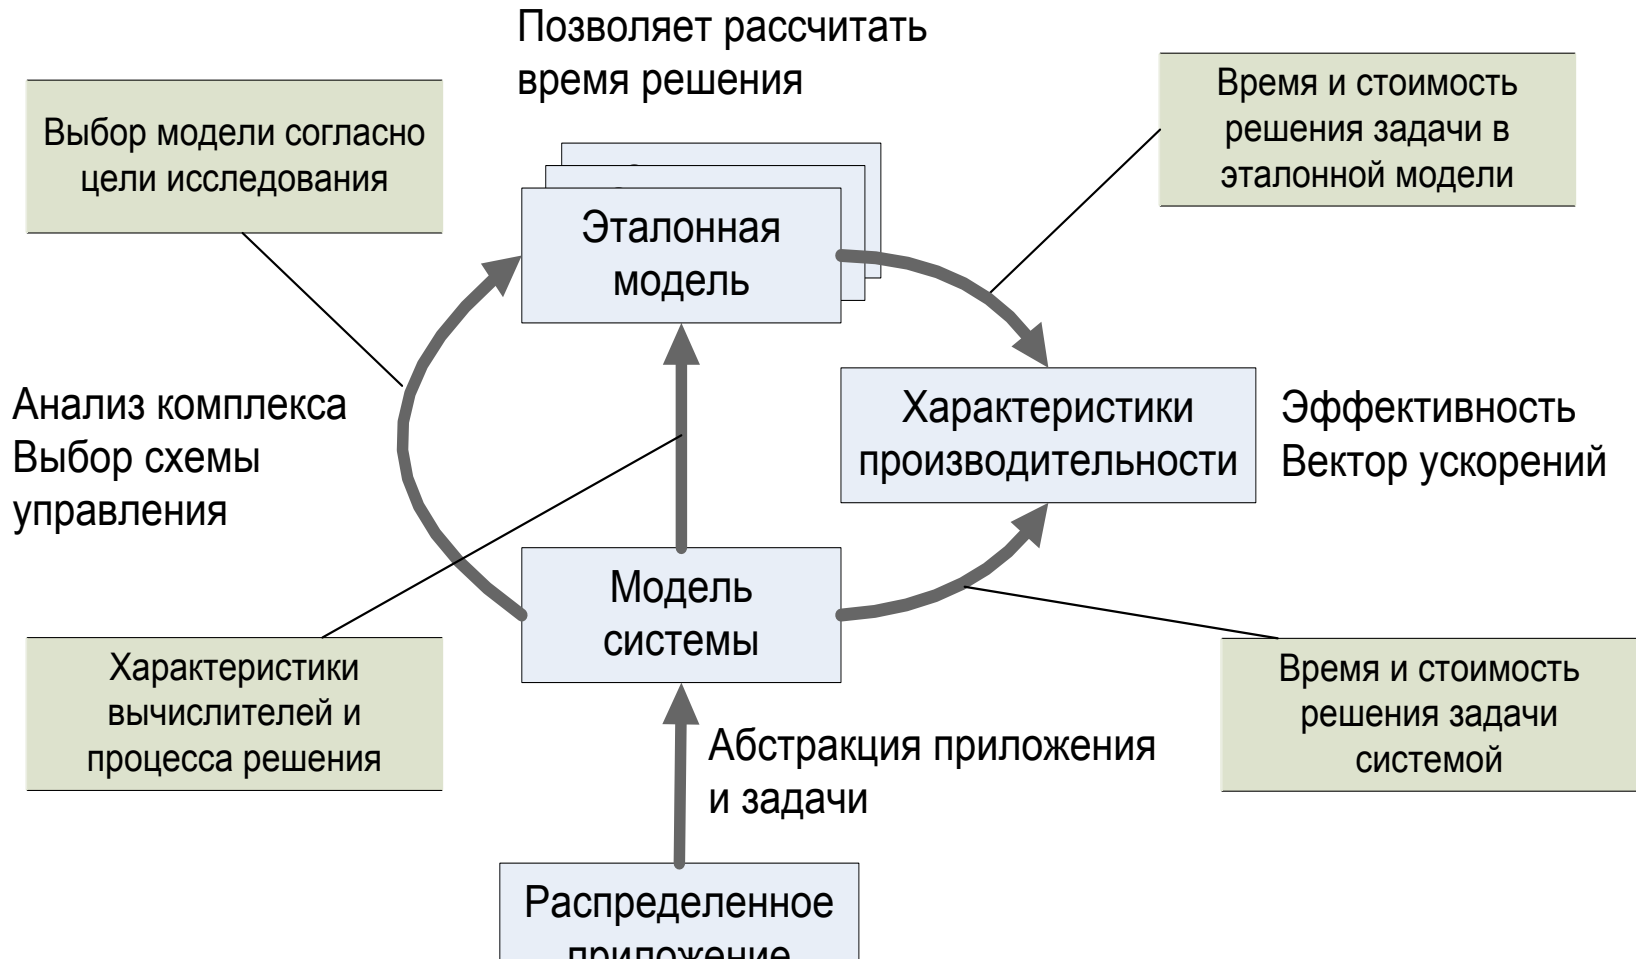 Позволяет рассчитать
время решения
Выбор модели согласно
цели исследования
Время и стоимость
решения задачи в
эталонной модели
Эталонная
модель
Анализ комплекса
Выбор схемы
управления
Характеристики
производительности
Эффективность
Вектор ускорений
Модель
системы
Характеристики
вычислителей и
процесса решения
Время и стоимость
решения задачи
системой
Абстракция приложения
и задачи
Распределенное
приложение